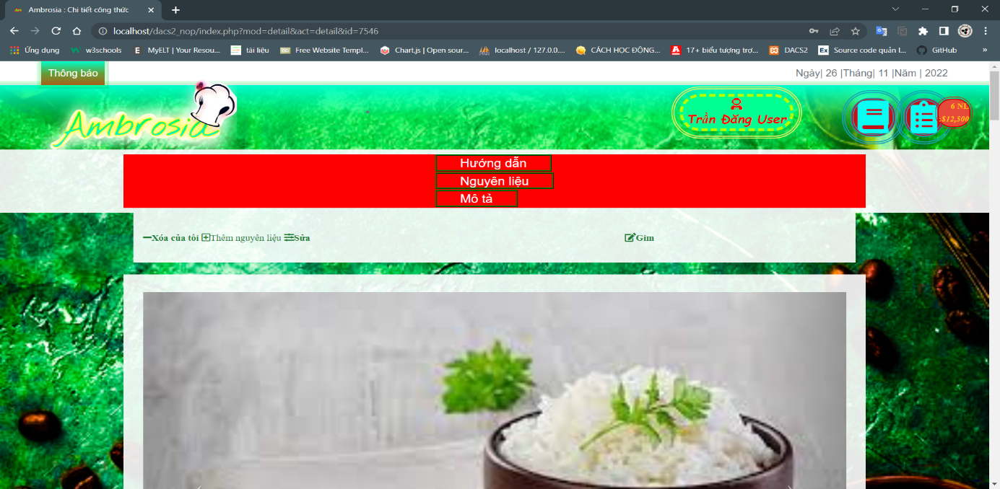 Ambrosia : Chi tiết công thức
localhost/dacs2_nop/index.php?mod=detail&act=detail&id=7546
Ứng dụng w3schools MyELT | Your Resou... tài liệu Free Website Templ... Chart.js | Open sour... localhost / 127.0.0.... CÁCH HỌC ĐỘNG... 17+ biểu tượng trợ... DACS2 Ex Source code quản l... GitHub »
Thông báo
Ngày| 26 |Tháng| 11 |Năm | 2022
Ambrosia
Trần Đăng User
6 NL
:$12,500
Hướng dẫn
Nguyên liệu
Mô tả
Xóa của tôi Thêm nguyên liệu Sửa Gim